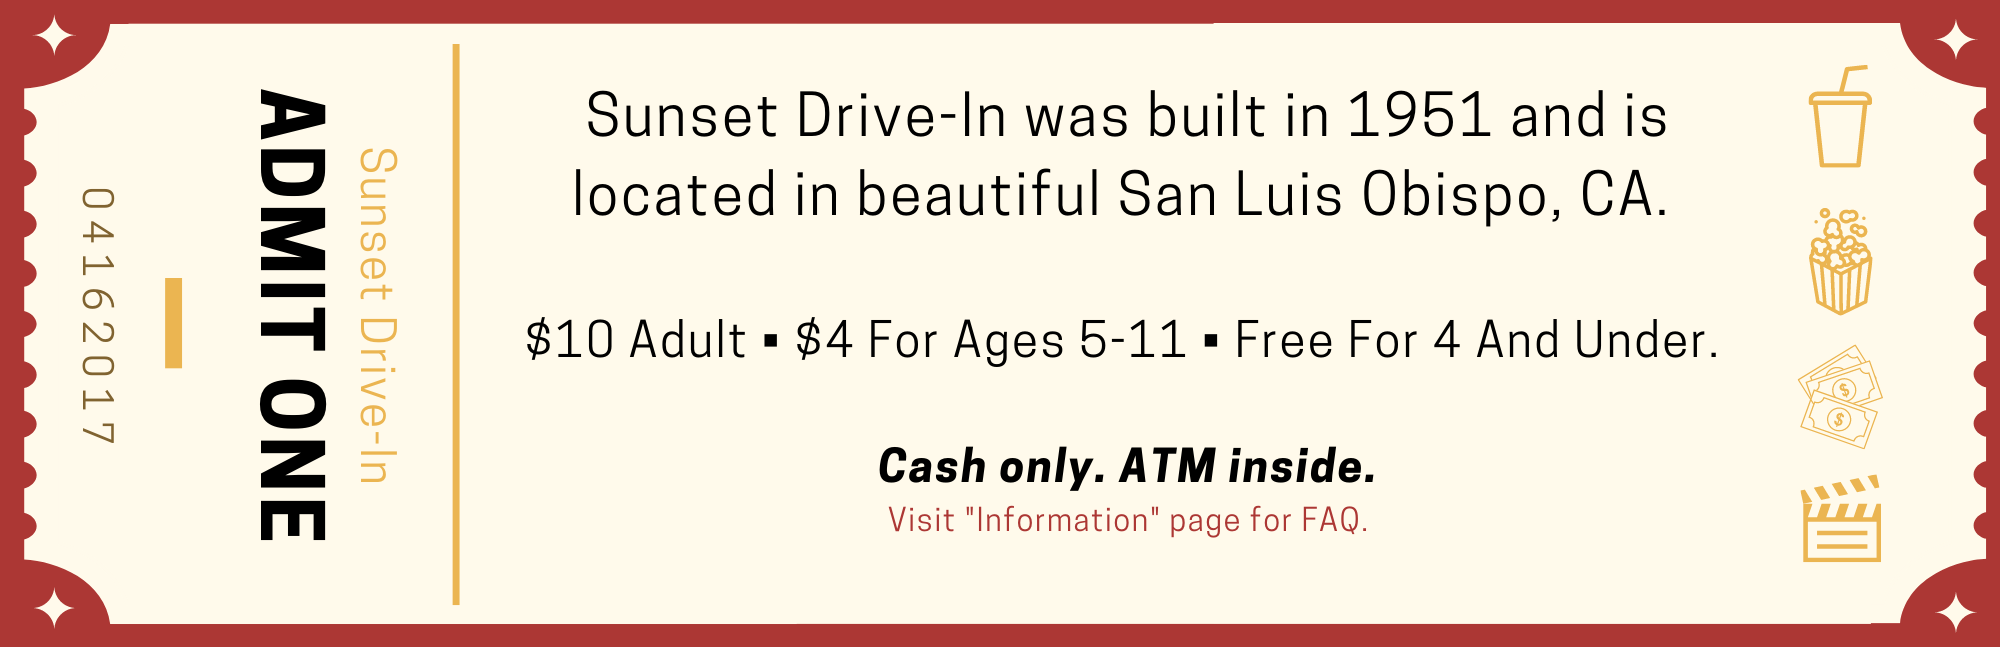 04162017
ADMIT ONE
Sunset Drive-In
Sunset Drive-In was built in 1951 and is
located in beautiful San Luis Obispo, CA.
$10 Adult ▪ $4 For Ages 5-11 ▪ Free For 4 And Under.
Cash only. ATM inside.
Visit "Information" page for FAQ.
$
$